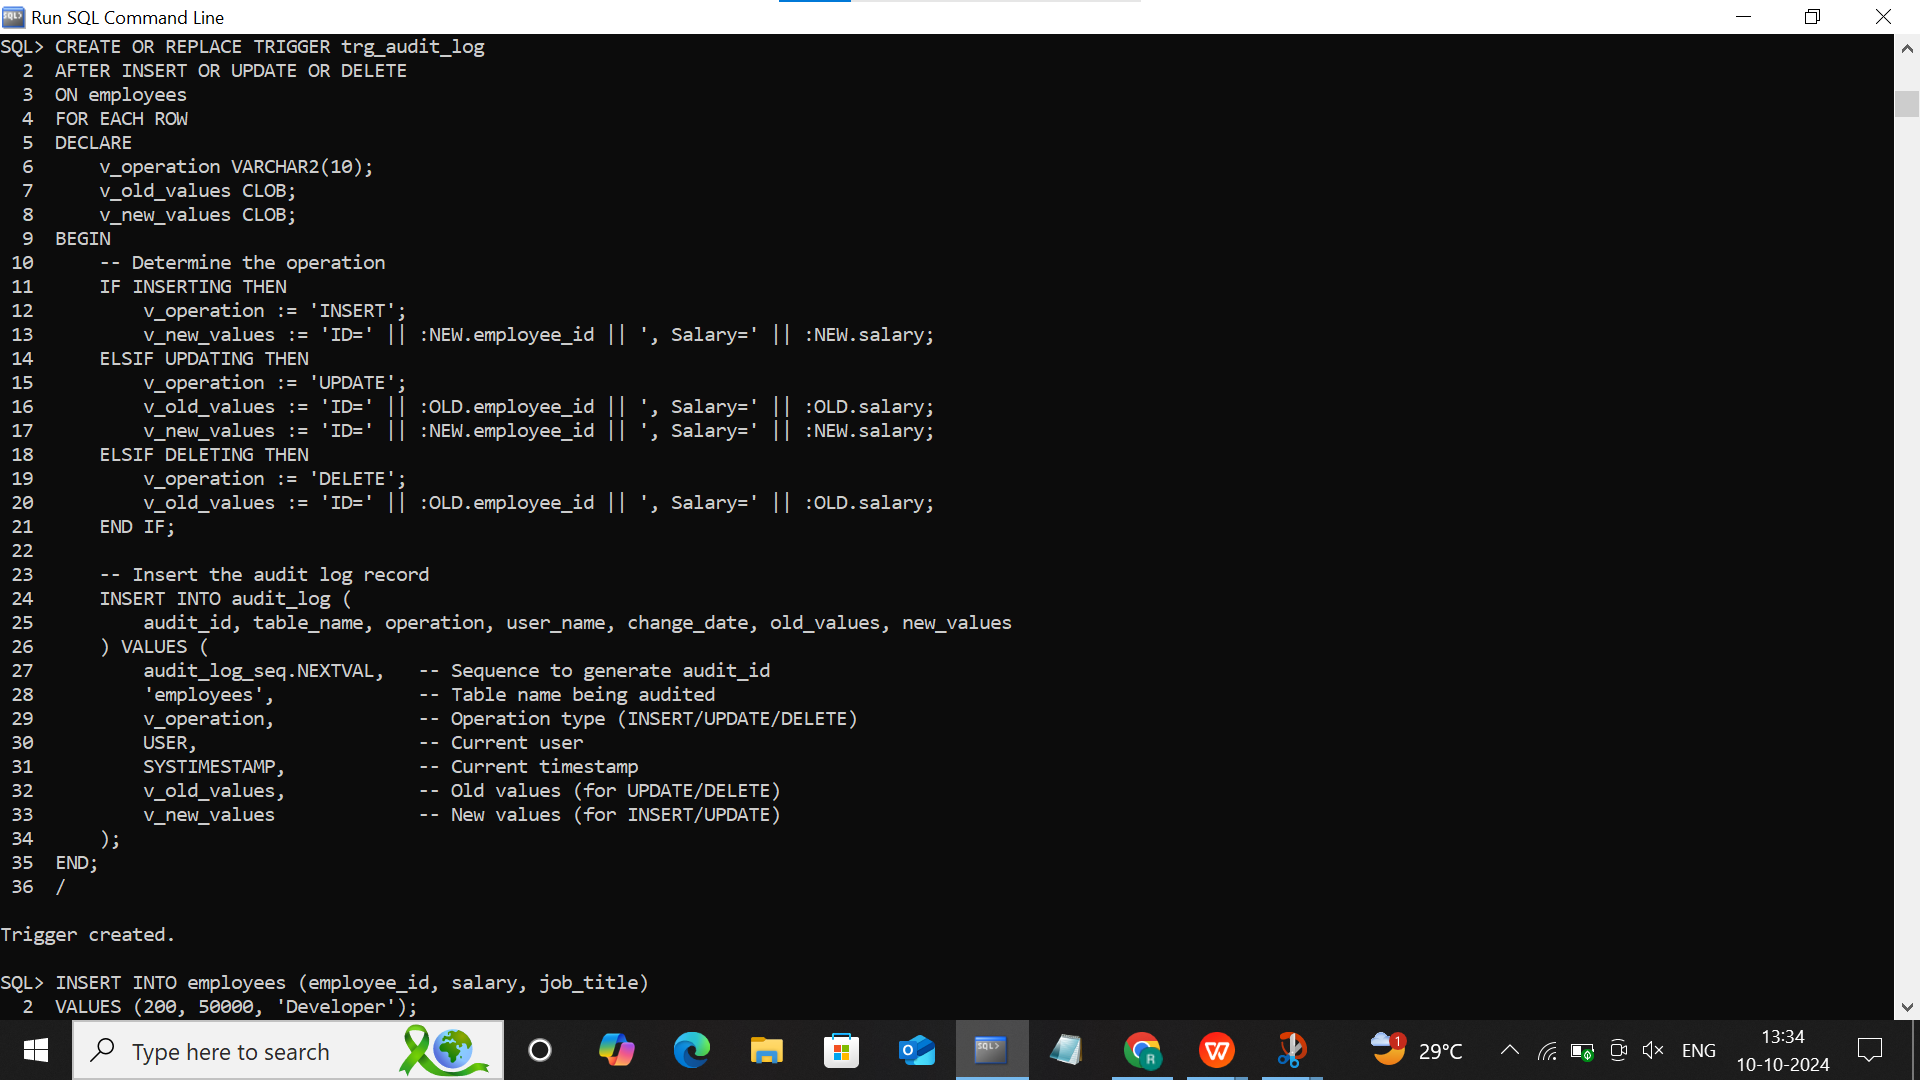 Run SQL Command Line
SQL> CREATE OR REPLACE TRIGGER trg_audit_log
  2  AFTER INSERT OR UPDATE OR DELETE
  3  ON employees
  4  FOR EACH ROW
  5  DECLARE
  6      v_operation VARCHAR2(10);
  7      v_old_values CLOB;
  8      v_new_values CLOB;
  9  BEGIN
 10      -- Determine the operation
 11      IF INSERTING THEN
 12          v_operation := 'INSERT';
 13          v_new_values := 'ID=' || :NEW.employee_id || ', Salary=' || :NEW.salary;
 14      ELSIF UPDATING THEN
 15          v_operation := 'UPDATE';
 16          v_old_values := 'ID=' || :OLD.employee_id || ', Salary=' || :OLD.salary;
 17          v_new_values := 'ID=' || :NEW.employee_id || ', Salary=' || :NEW.salary;
 18      ELSIF DELETING THEN
 19          v_operation := 'DELETE';
 20          v_old_values := 'ID=' || :OLD.employee_id || ', Salary=' || :OLD.salary;
 21      END IF;
 22
 23      -- Insert the audit log record
 24      INSERT INTO audit_log (
 25          audit_id, table_name, operation, user_name, change_date, old_values, new_values
 26      ) VALUES (
 27          audit_log_seq.NEXTVAL,   -- Sequence to generate audit_id
 28          'employees',             -- Table name being audited
 29          v_operation,             -- Operation type (INSERT/UPDATE/DELETE)
 30          USER,                    -- Current user
 31          SYSTIMESTAMP,            -- Current timestamp
 32          v_old_values,            -- Old values (for UPDATE/DELETE)
 33          v_new_values             -- New values (for INSERT/UPDATE)
 34      );
 35  END;
 36  /
Trigger created.
SQL> INSERT INTO employees (employee_id, salary, job_title)
  2  VALUES (200, 50000, 'Developer');
Type here to search
SQL>
R
W
1
29°C
ENG
13:34
10-10-2024